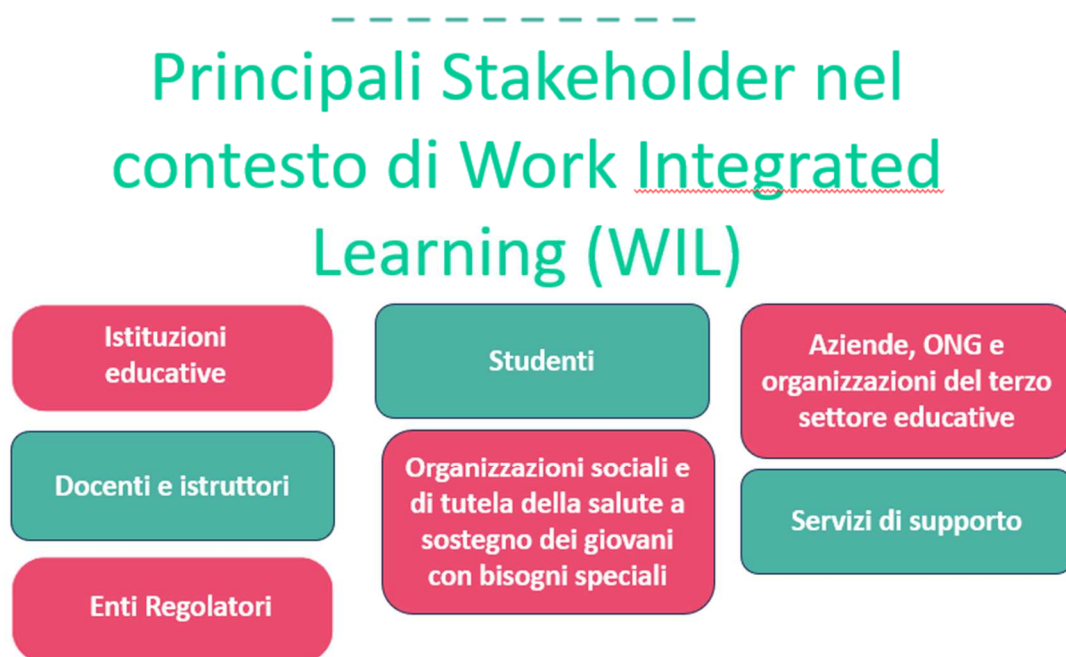 Principali Stakeholder nel
contesto di Work Integrated
Learning (WIL)
Istituzioni
educative
Docenti e istruttori
Enti Regolatori
Studenti
Organizzazioni sociali e
di tutela della salute a
sostegno dei giovani
con bisogni speciali
Aziende, ONG e
organizzazioni del terzo
settore educative
Servizi di supporto